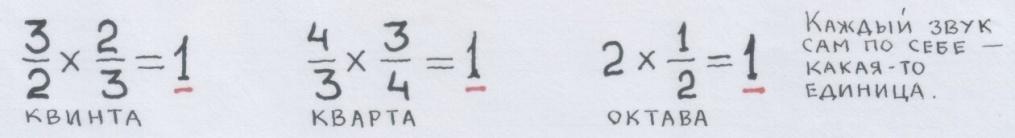 3/2 × 2/3 = 1
КВИНТА
4/3 × 3/4 = 1
КВАРТА
2 × 1/2 = 1
ОКТАВА
КАЖДЫЙ ЗВУК
САМ ПО СЕБЕ —
КАКАЯ-ТО
ЕДИНИЦА.